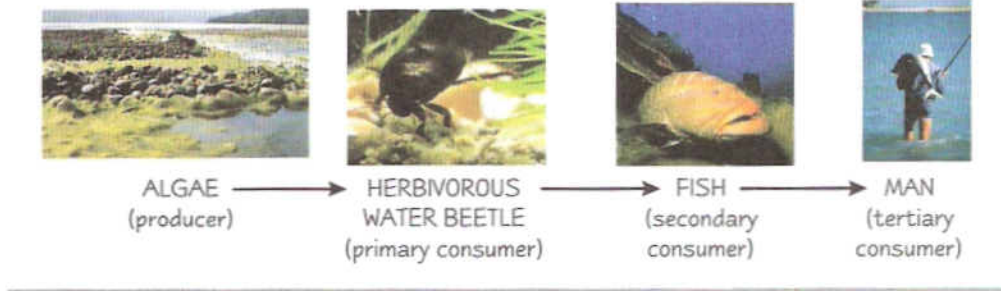 ALGAE → HERBIVOROUS → FISH → MAN
(producer) WATER BEETLE (secondary (tertiary
(primary consumer) consumer) consumer)